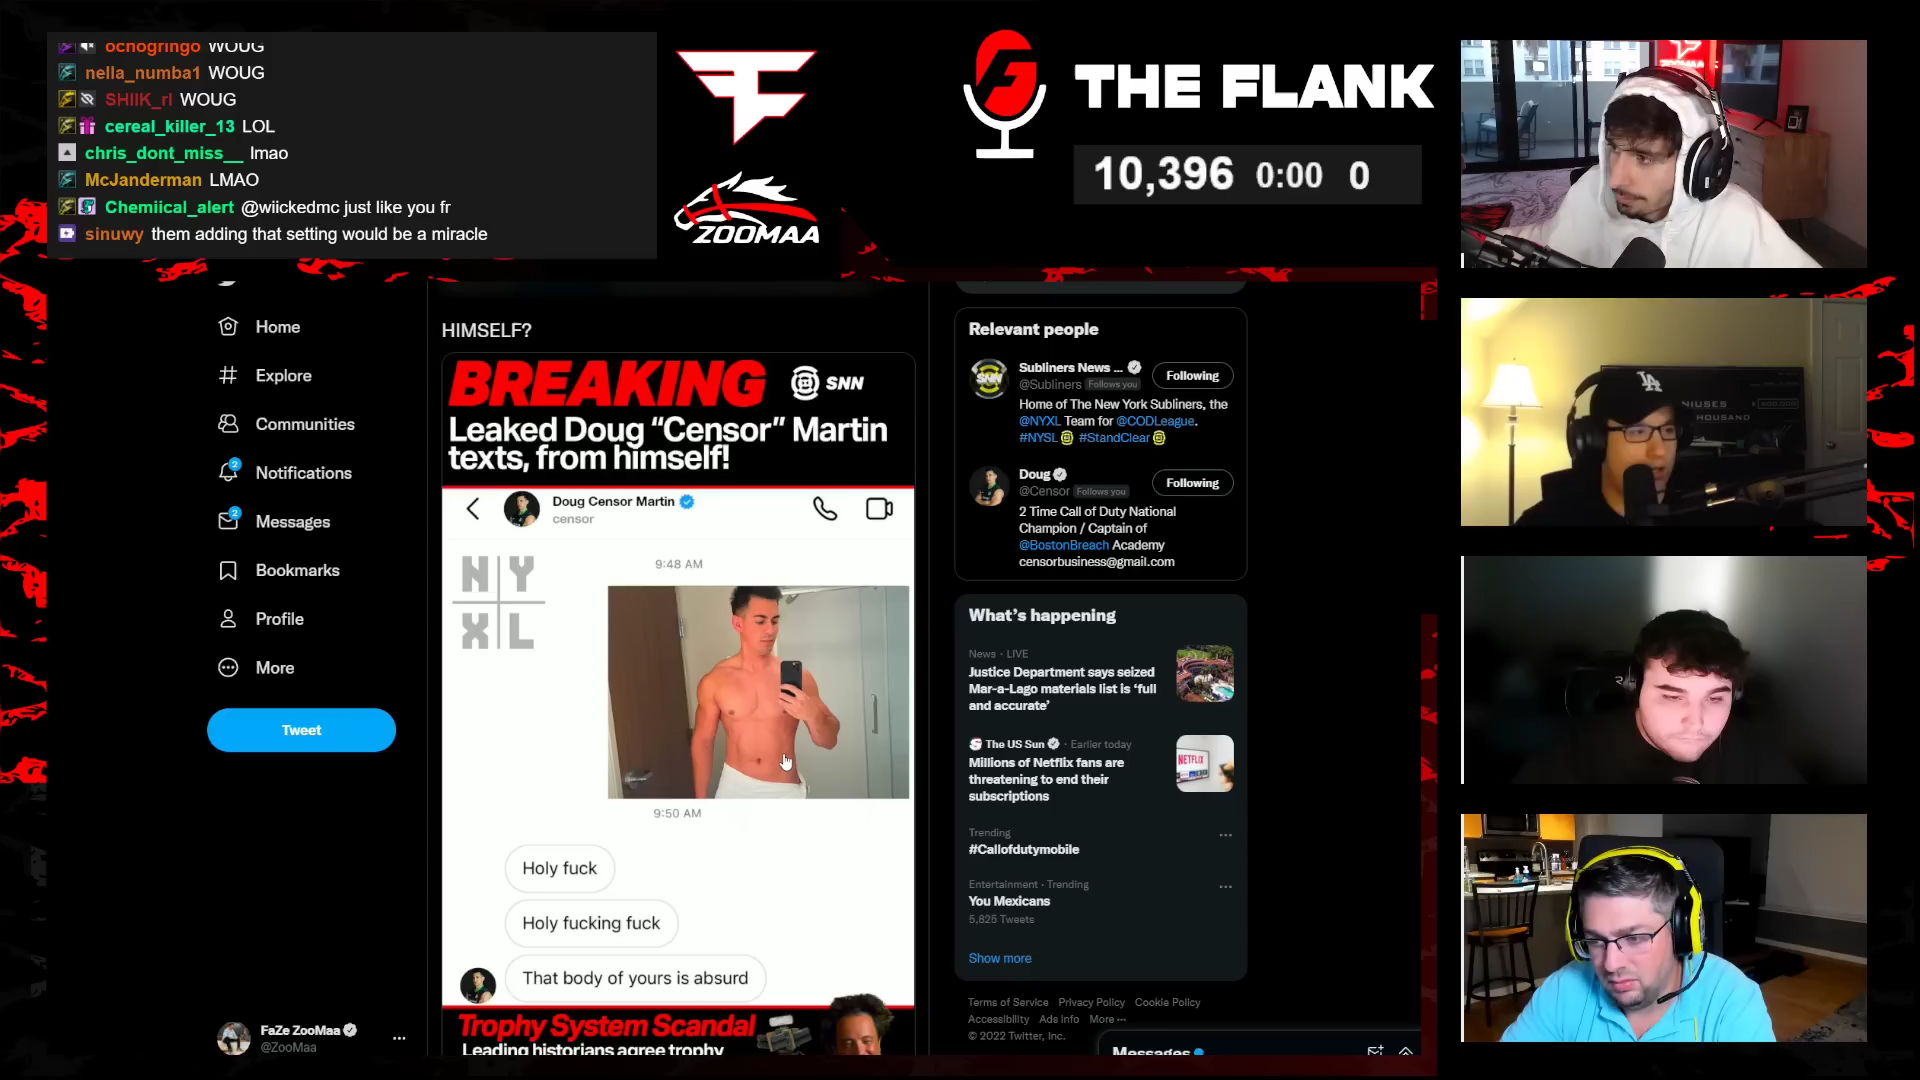 ochogringo WOUG
nella_numba1 WOUG
SHIIK_rl WOUG
cereal_killer_13 LOL
chris_dont_miss__ lmao
McJanderman LMAO
Chemiical_alert @wiickedmc just like you fr
sinuwy them adding that setting would be a miracle
ZOOMAA
THE FLANK
10,396 0:00 0
Home
Explore
Communities
2
Notifications
2
Messages
Bookmarks
Profile
More
Tweet
FaZe ZooMaa
@ZooMaa
HIMSELF?
BREAKING SNN
Leaked Doug “Censor” Martin
texts, from himself!
Doug Censor Martin
censor
9:48 AM
NY
XL
9:50 AM
Holy fuck
Holy fucking fuck
That body of yours is absurd
Trophy System Scandal
Leading historians agree trophy
Relevant people
SNN
Subliners News ...
@Subliners Follows you
Following
Home of The New York Subliners, the
@NYXL Team for @CODLeague.
#NYSL #StandClear
Doug
@Censor Follows you
Following
2 Time Call of Duty National
Champion / Captain of
@BostonBreach Academy
censorbusiness@gmail.com
What’s happening
News · LIVE
Justice Department says seized
Mar-a-Lago materials list is ‘full
and accurate’
The US Sun · Earlier today
Millions of Netflix fans are
threatening to end their
subscriptions
NETFLIX
Trending
#Callofdutymobile
Entertainment · Trending
You Mexicans
5,825 Tweets
Show more
Terms of Service Privacy Policy Cookie Policy
Accessibility Ads info More ···
© 2022 Twitter, Inc.
Messages
ZOOMAA
LA
NIUSES
HOUSAND